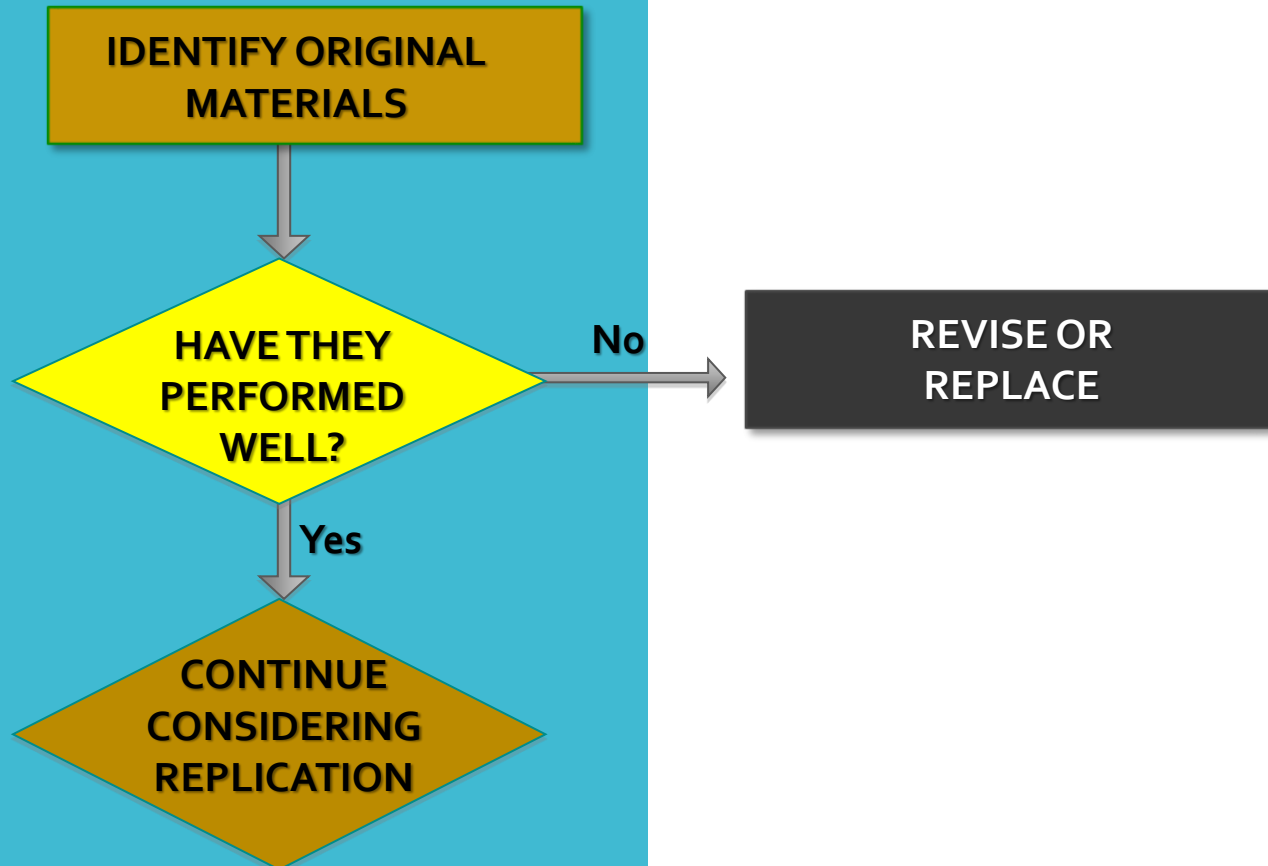 IDENTIFY ORIGINAL
MATERIALS
HAVE THEY
PERFORMED
WELL?
No
REVISE OR
REPLACE
Yes
CONTINUE
CONSIDERING
REPLICATION